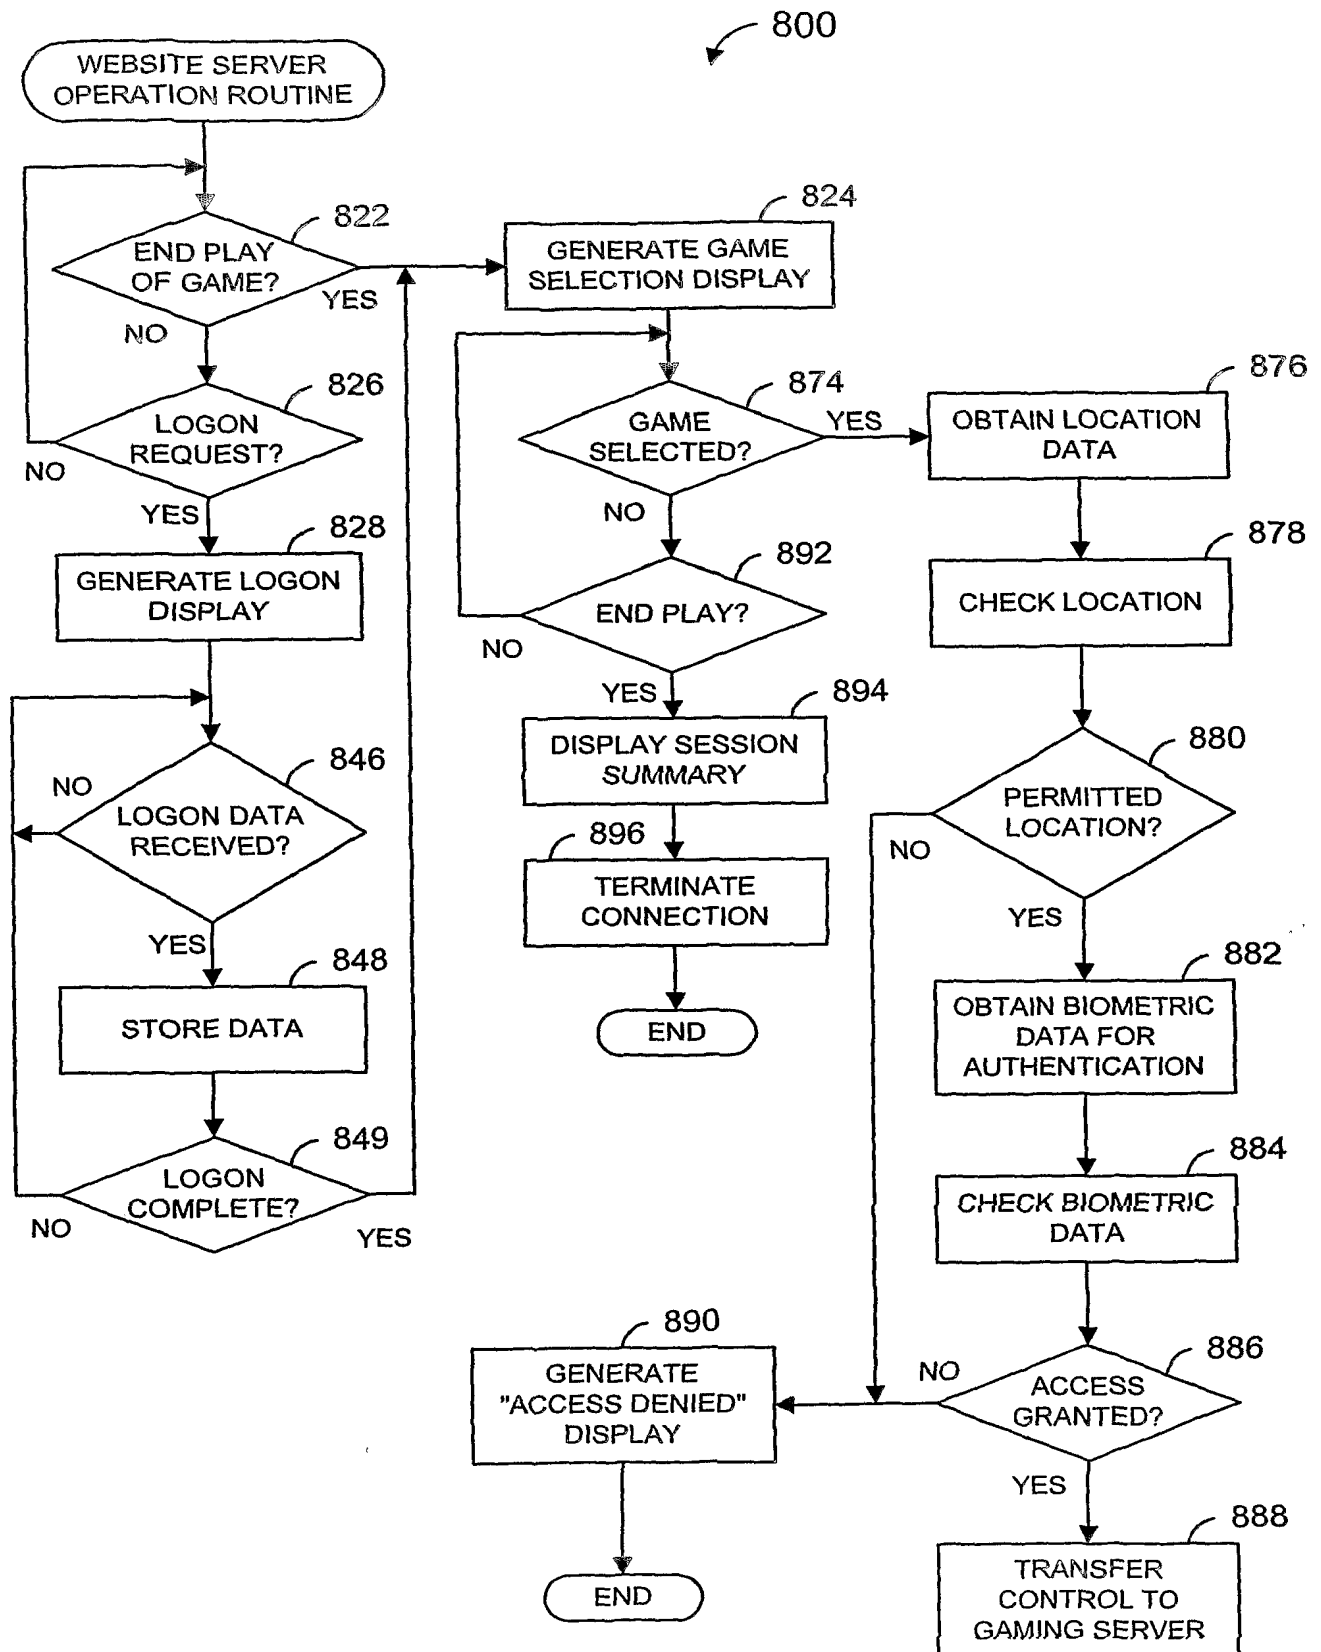 800
WEBSITE SERVER
OPERATION ROUTINE
822
END PLAY
OF GAME?
YES
NO
826
LOGON
REQUEST?
NO
YES
828
GENERATE LOGON
DISPLAY
846
NO
LOGON DATA
RECEIVED?
YES
848
STORE DATA
849
LOGON
COMPLETE?
NO
YES
824
GENERATE GAME
SELECTION DISPLAY
874
GAME
SELECTED?
YES
NO
892
END PLAY?
NO
YES
894
DISPLAY SESSION
SUMMARY
896
TERMINATE
CONNECTION
END
876
OBTAIN LOCATION
DATA
878
CHECK LOCATION
880
PERMITTED
LOCATION?
NO
YES
882
OBTAIN BIOMETRIC
DATA FOR
AUTHENTICATION
884
CHECK BIOMETRIC
DATA
886
NO
ACCESS
GRANTED?
YES
890
GENERATE
"ACCESS DENIED"
DISPLAY
END
888
TRANSFER
CONTROL TO
GAMING SERVER